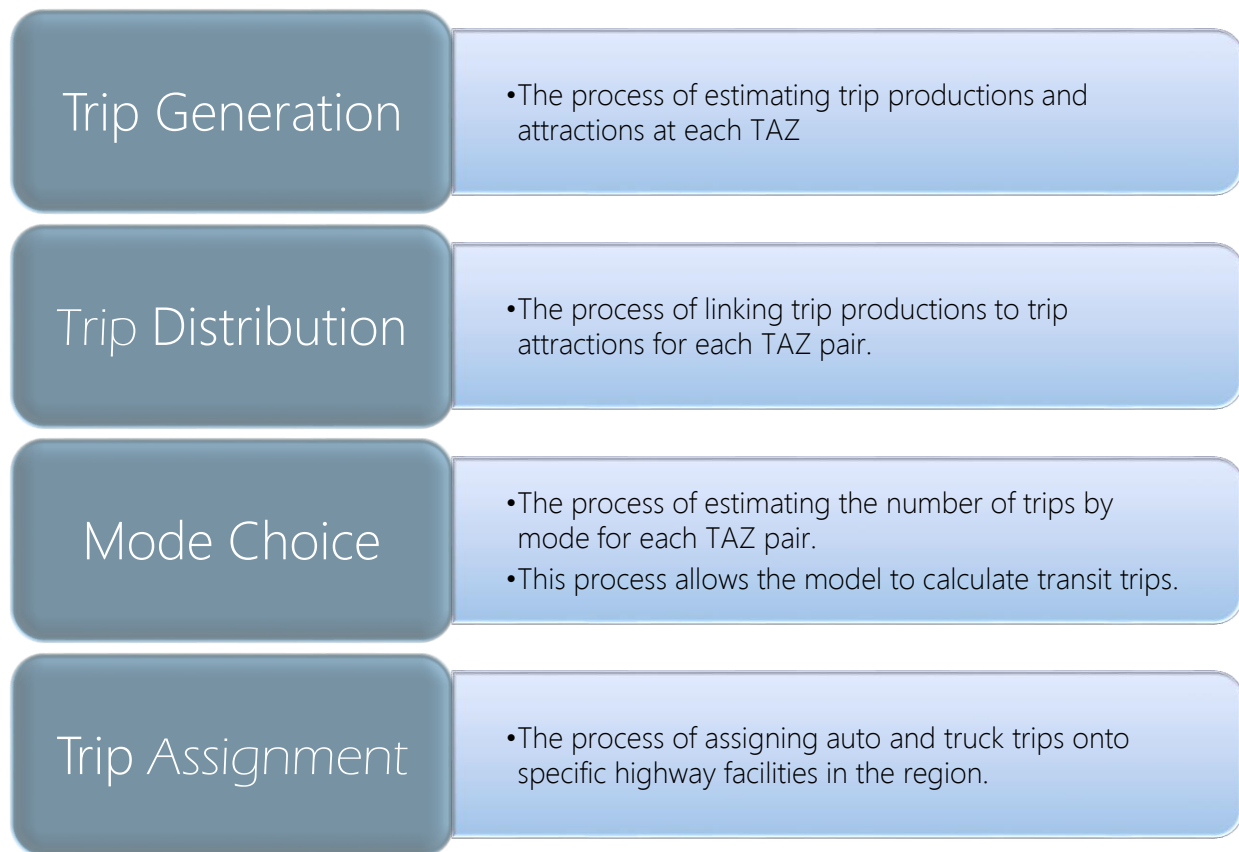 Trip Generation
•The process of estimating trip productions and
attractions at each TAZ
Trip Distribution
•The process of linking trip productions to trip
attractions for each TAZ pair.
Mode Choice
•The process of estimating the number of trips by
mode for each TAZ pair.
•This process allows the model to calculate transit trips.
Trip Assignment
•The process of assigning auto and truck trips onto
specific highway facilities in the region.